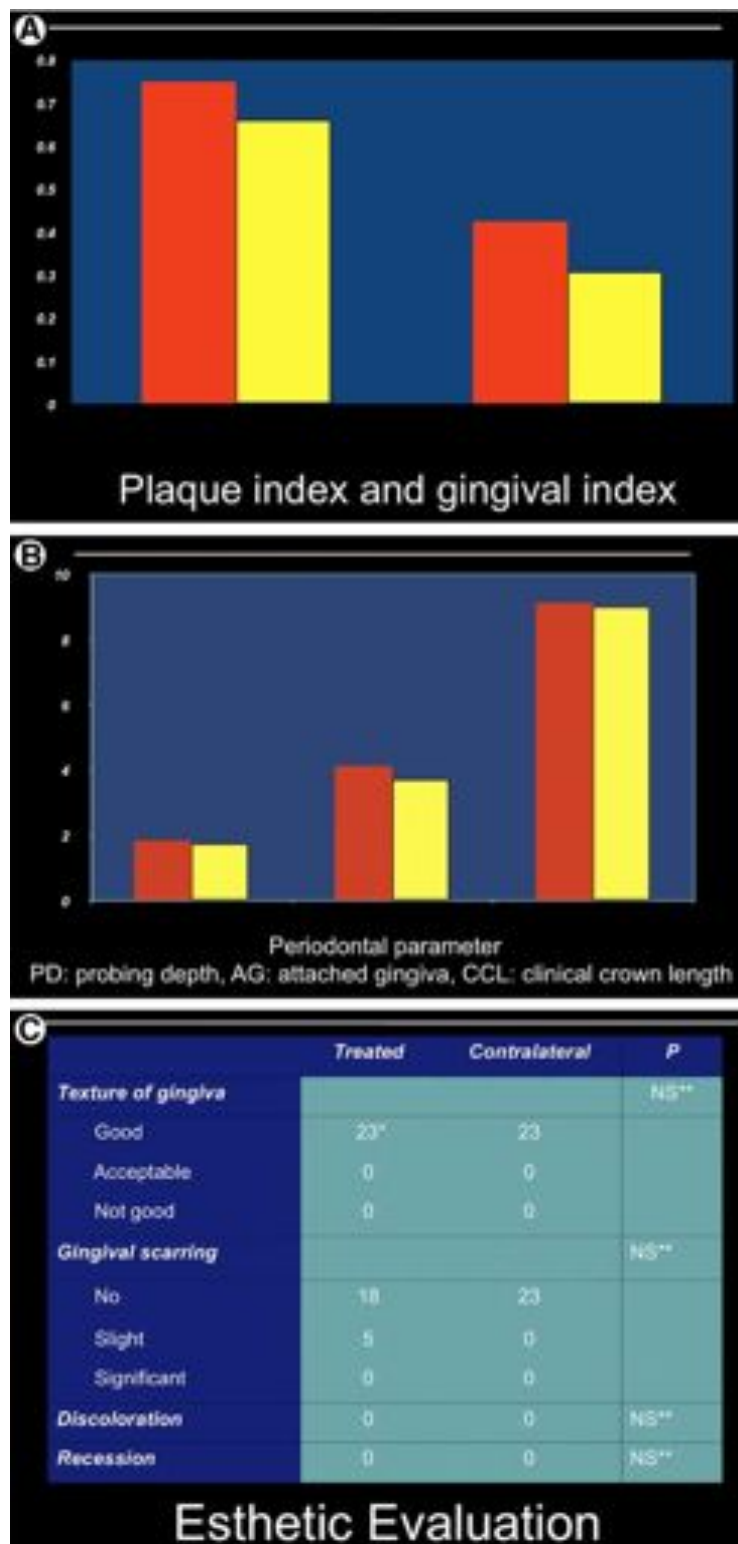 A
0.8
0.7
0.6
0.5
0.4
0.3
0.2
0.1
0
Plaque index and gingival index
B
10
8
6
4
2
0
Periodontal parameter
PD: probing depth, AG: attached gingiva, CCL: clinical crown length
C
Treated Contralateral P
Texture of gingiva NS**
Good 23* 23
Acceptable 0 0
Not good 0 0
Gingival scarring NS**
No 18 23
Slight 5 0
Significant 0 0
Discoloration 0 0 NS**
Recession 0 0 NS**
Esthetic Evaluation